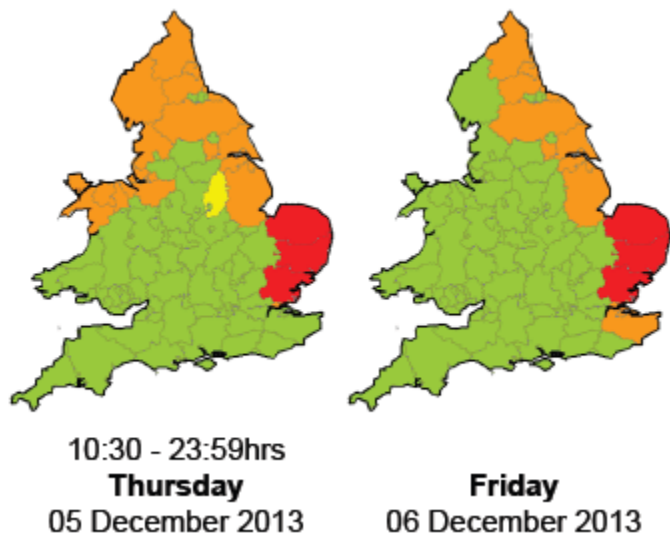 10:30 - 23:59hrs
Thursday
05 December 2013
Friday
06 December 2013